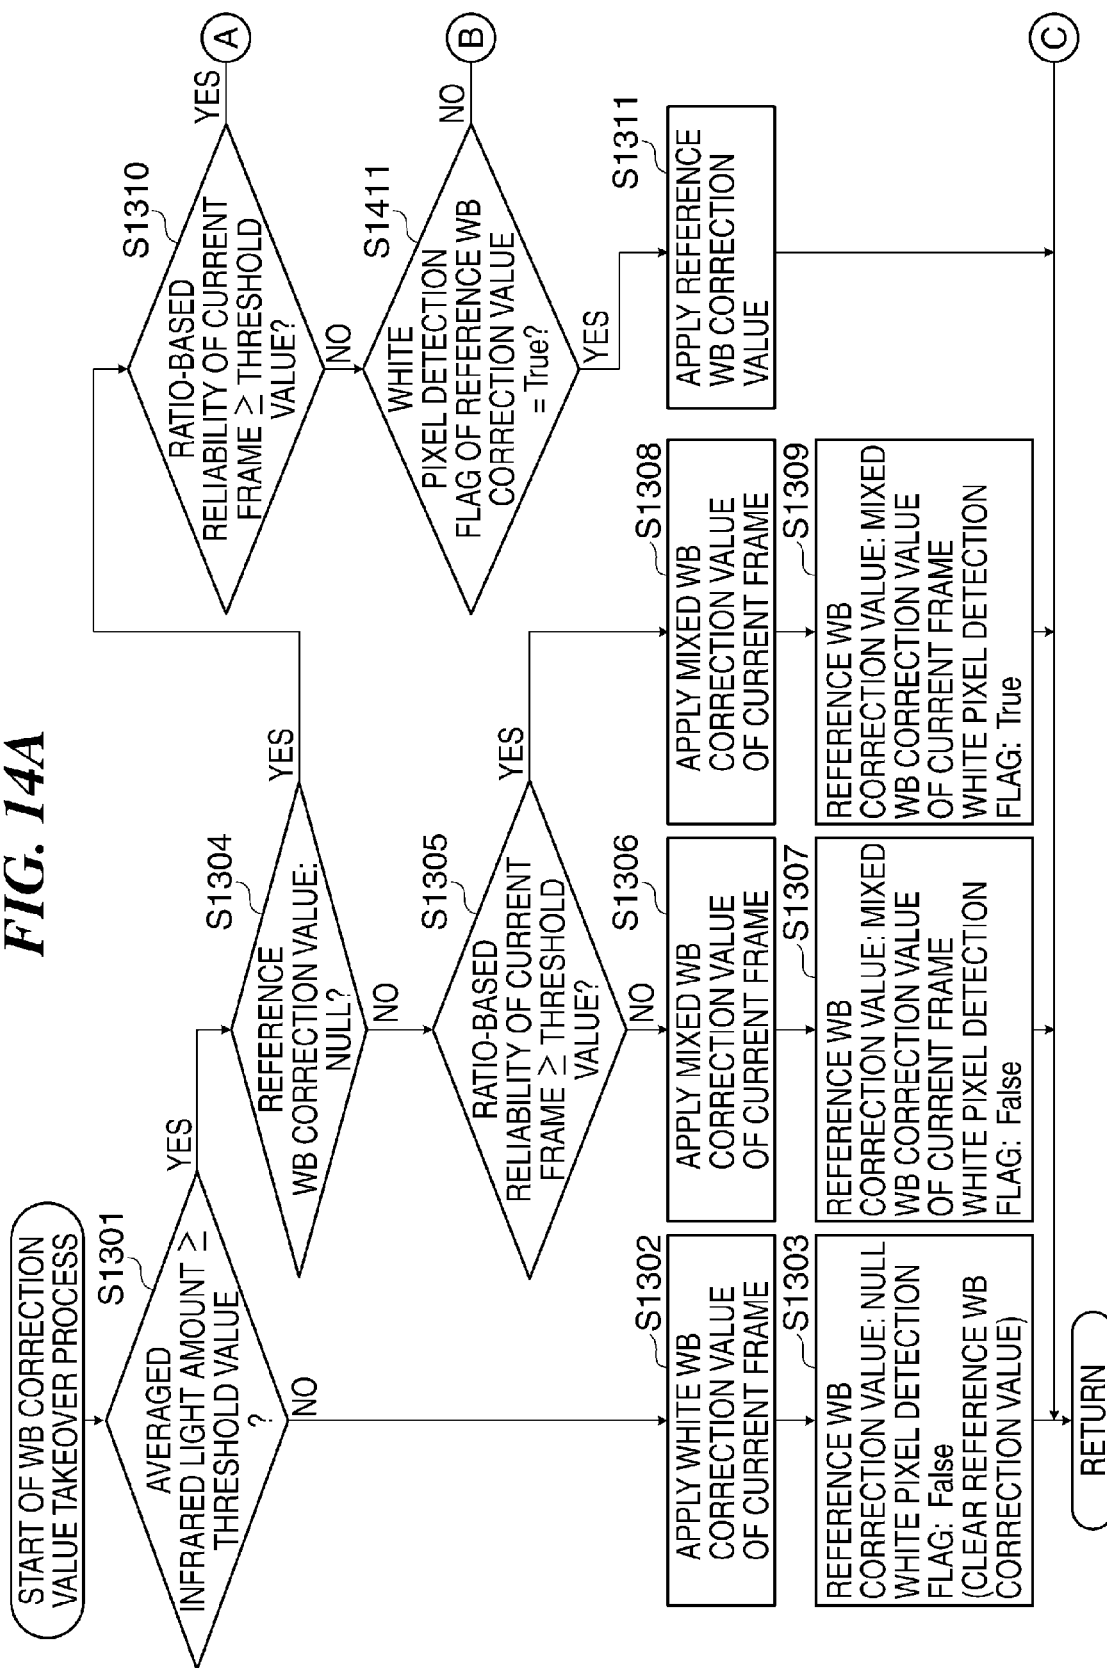 FIG. 14A
START OF WB CORRECTION
VALUE TAKEOVER PROCESS
S1301
AVERAGED
INFRARED LIGHT AMOUNT ≥
THRESHOLD VALUE
?
YES
NO
S1304
REFERENCE
WB CORRECTION VALUE:
NULL?
YES
NO
S1305
RATIO-BASED
RELIABILITY OF CURRENT
FRAME ≥ THRESHOLD
VALUE?
YES
NO
S1310
RATIO-BASED
RELIABILITY OF CURRENT
FRAME ≥ THRESHOLD
VALUE?
YES
A
NO
S1411
WHITE
PIXEL DETECTION
FLAG OF REFERENCE WB
CORRECTION VALUE
= True?
NO
B
YES
S1302
APPLY WHITE WB
CORRECTION VALUE
OF CURRENT FRAME
S1303
REFERENCE WB
CORRECTION VALUE: NULL
WHITE PIXEL DETECTION
FLAG: False
(CLEAR REFERENCE WB
CORRECTION VALUE)
S1306
APPLY MIXED WB
CORRECTION VALUE
OF CURRENT FRAME
S1307
REFERENCE WB
CORRECTION VALUE: MIXED
WB CORRECTION VALUE
OF CURRENT FRAME
WHITE PIXEL DETECTION
FLAG: False
S1308
APPLY MIXED WB
CORRECTION VALUE
OF CURRENT FRAME
S1309
REFERENCE WB
CORRECTION VALUE: MIXED
WB CORRECTION VALUE
OF CURRENT FRAME
WHITE PIXEL DETECTION
FLAG: True
S1311
APPLY REFERENCE
WB CORRECTION
VALUE
C
RETURN